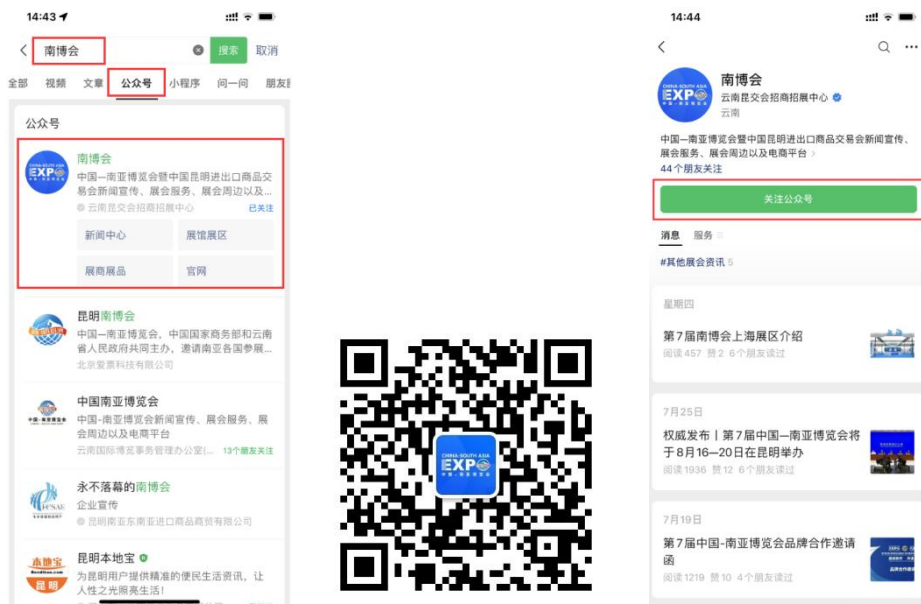 14:43
南博会
搜索
取消
全部
视频
文章
公众号
小程序
问一问
公众号
南博会
中国—南亚博览会暨中国昆明进出口商品交
易会新闻宣传、展会服务、展会周边以及...
云南昆交会招商招展中心
已关注
新闻中心
展馆展区
展商展品
官网
昆明南博会
中国—南亚博览会，中国国家商务部和云南
省人民政府共同主办，邀请南亚各国参展...
北京爱票科技有限公司
中国南亚博览会
中国-南亚博览会新闻宣传、展会服务、展
会周边以及电商平台
云南国际博览事务管理办公室(...
13个朋友关注
永不落幕的南博会
企业宣传
昆明南亚东南亚进口商品商贸有限公司
昆明本地宝
为昆明用户提供精准的便民生活资讯，让
人性之光照亮生活！
本地宝
昆明
CHINA-SOUTH ASIA
EXPO
14:44
CHINA-SOUTH ASIA
EXPO
南博会
云南昆交会招商招展中心
云南
中国—南亚博览会暨中国昆明进出口商品交易会新闻宣传、
展会服务、展会周边以及电商平台
44个朋友关注
关注公众号
消息
服务
#其他展会资讯 5
星期四
第7届南博会上海展区介绍
阅读 457 赞 2 6个朋友读过
7月25日
权威发布丨第7届中国—南亚博览会将
于8月16—20日在昆明举办
阅读 1936 赞 12 6个朋友读过
7月19日
第7届中国-南亚博览会品牌合作邀请
函
阅读 1219 赞 10 4个朋友读过